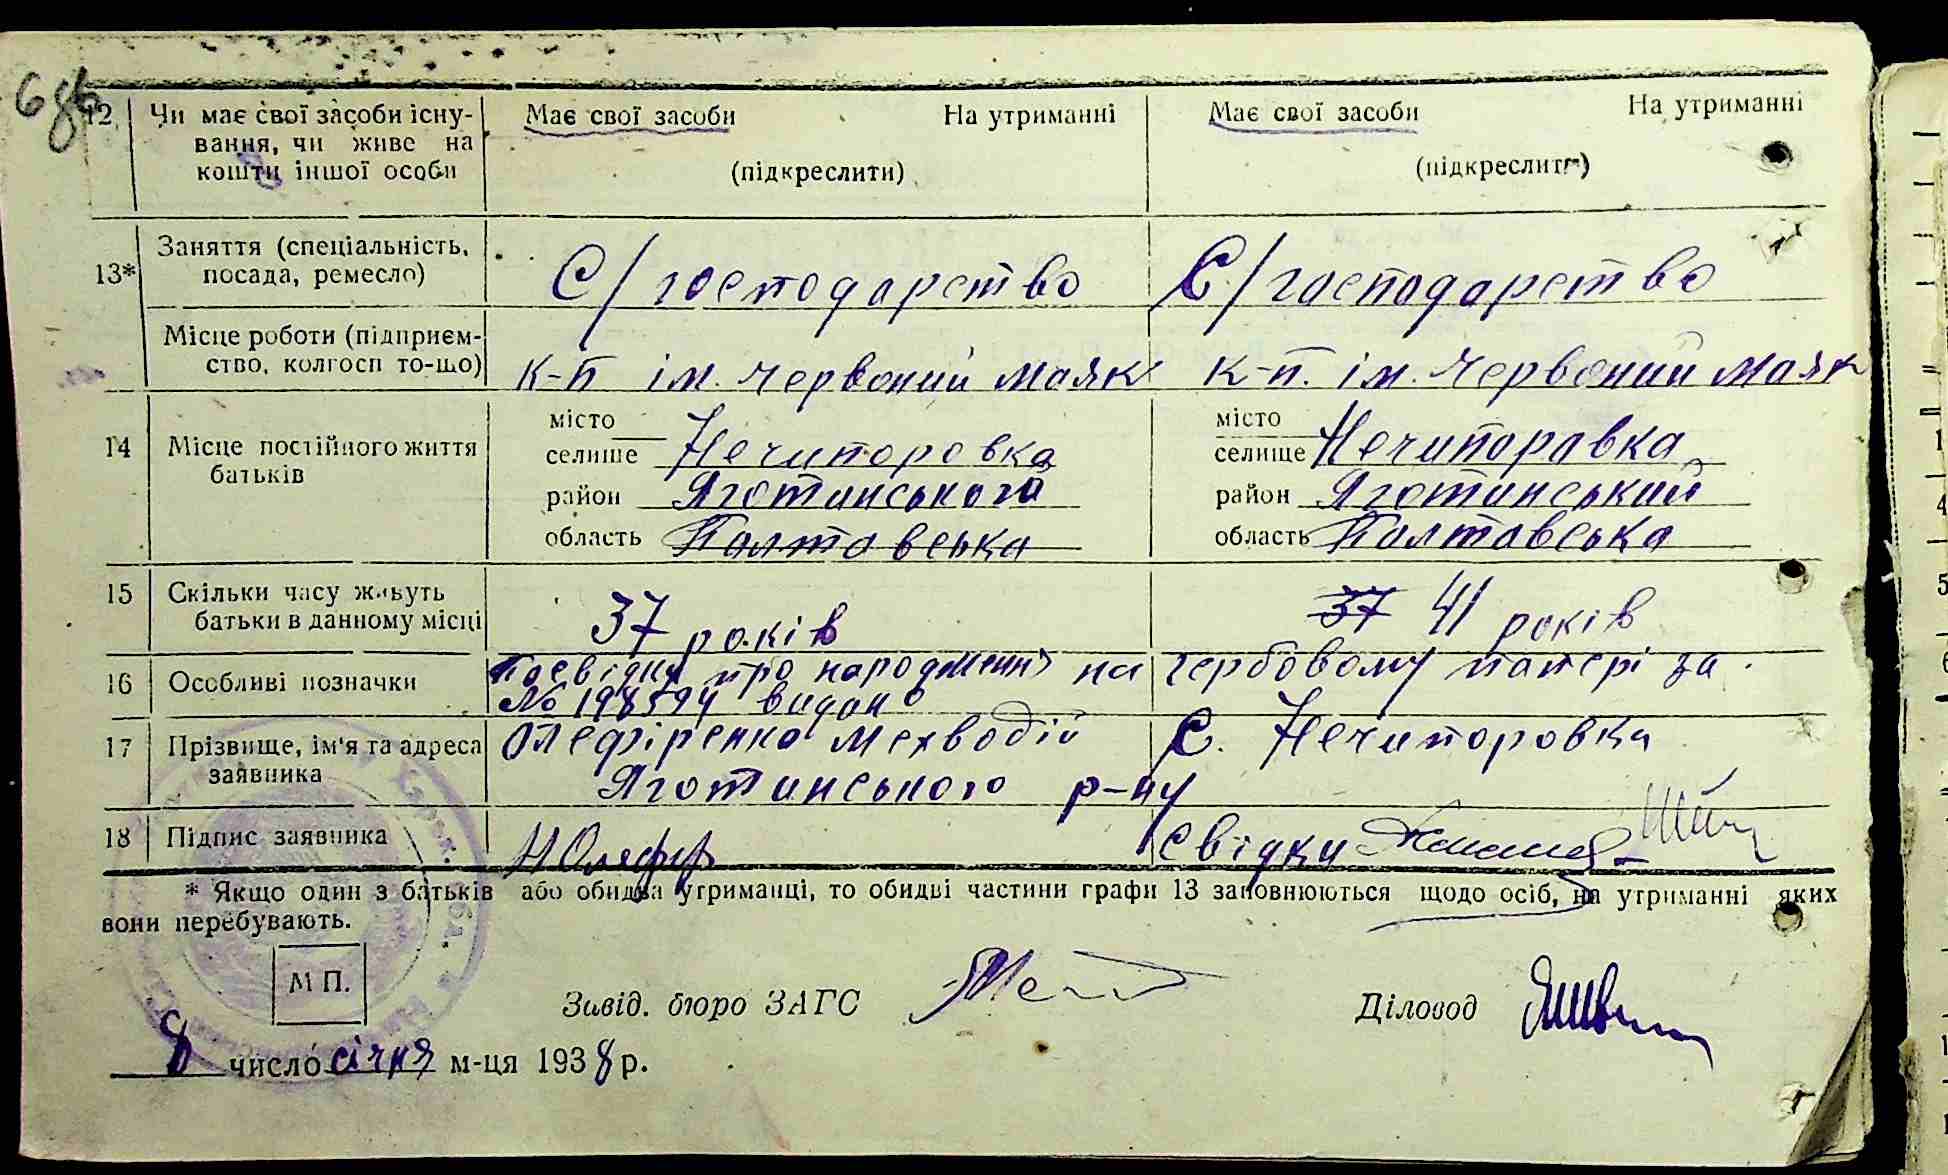 12 Чи має свої засоби існу- Має свої засоби На утриманні Має свої засоби На утриманні
вання, чи живе на
кошти іншої особи (підкреслити) (підкреслити)
13* Заняття (спеціальність, посада, ремесло) С/господарство С/господарство
Місце роботи (підприєм-
ство, колгосп то-що) к-п ім. Червоний маяк к-п. ім. Червоний маяк
місто місто
14 Місце постійного життя селище Нечипоровка селище Нечипоровка
батьків район Яготинського район Яготинський
область Полтавська область Полтавська
15 Скільки часу живуть
батьки в данному місці 37 років 37 41 років
16 Особливі позначки Посвідку про народження на гербовому папері за
№ видано
17 Прізвище, ім'я та адреса Олефіренко Мехводій С. Нечипоровка
заявника Яготинського р-ну
18 Підпис заявника Свідки
* Якщо один з батьків або обидва утриманці, то обидві частини графи 13 заповнюються щодо осіб, на утриманні яких
вони перебувають.
М П.
Завід. бюро ЗАГС Діловод
8 число січня м-ця 1938 р.